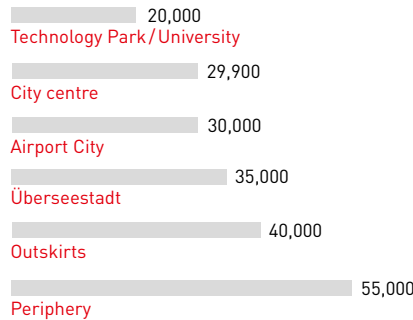 20,000
Technology Park / University
29,900
City centre
30,000
Airport City
35,000
Überseestadt
40,000
Outskirts
55,000
Periphery